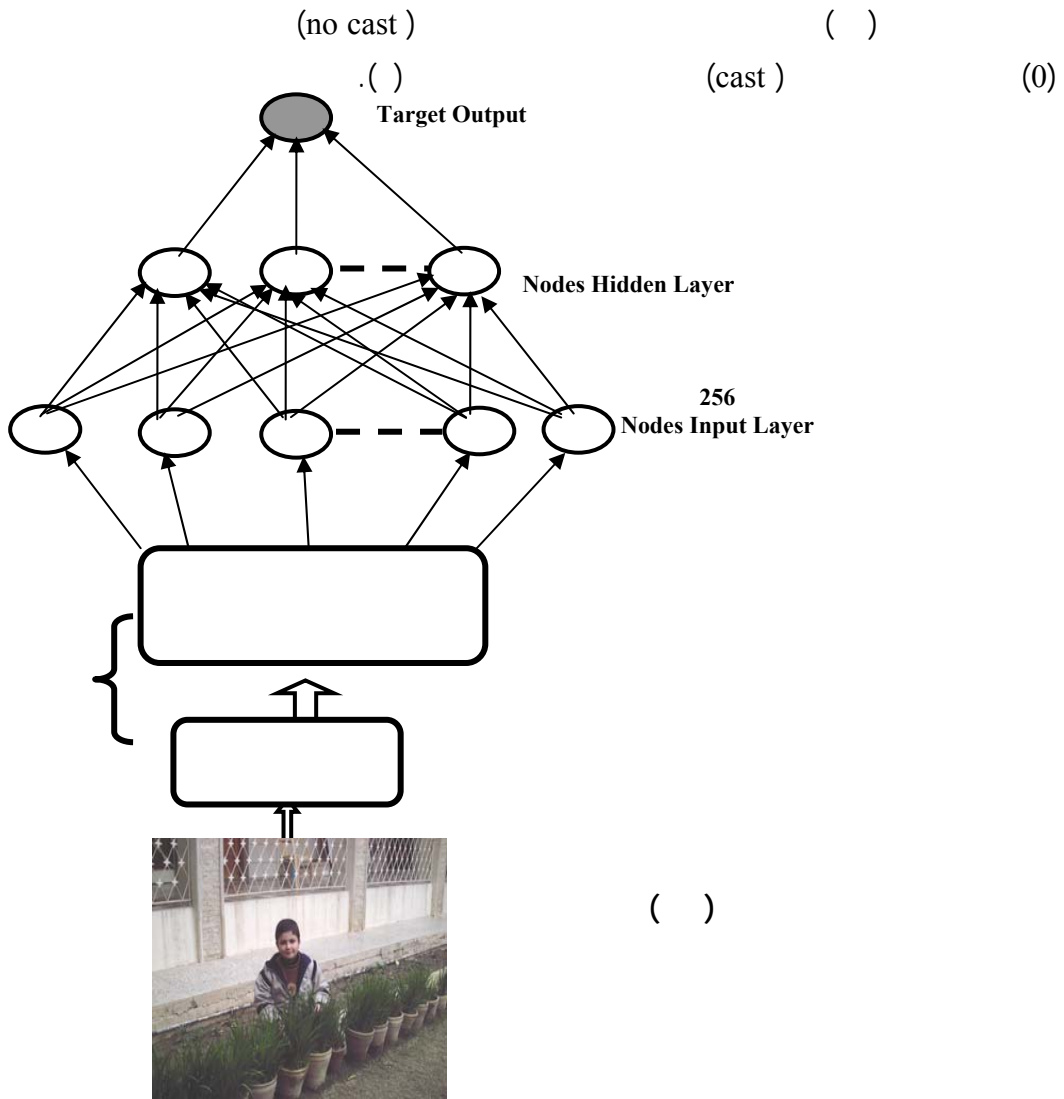 (no cast )                    (   )
.( )                    (cast )                    (0)
Target Output
Nodes Hidden Layer
256
Nodes Input Layer
(   )